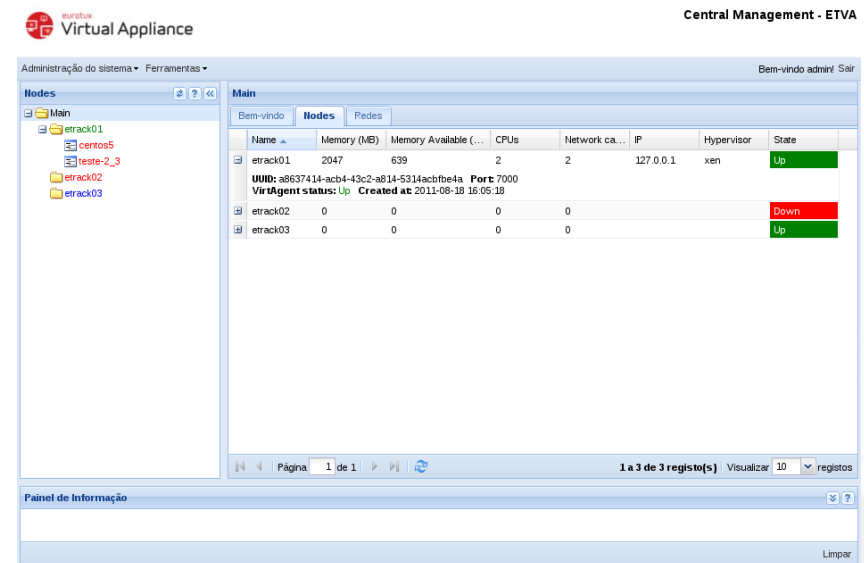 eurotux
Virtual Appliance
Central Management - ETVA
Administração do sistema Ferramentas
Bem-vindo admin! Sair
Nodes
Main
etrack01
centos5
teste-2_3
etrack02
etrack03
Main
Bem-vindo Nodes Redes
Name Memory (MB) Memory Available (... CPUs Network ca... IP Hypervisor State
etrack01 2047 639 2 2 127.0.0.1 xen Up
UUID: a8637414-acb4-43c2-a814-5314acbfbe4a Port: 7000
VirtAgent status: Up Created at: 2011-08-18 16:05:18
etrack02 0 0 0 0 Down
etrack03 0 0 0 0 Up
Página 1 de 1
1 a 3 de 3 registo(s) Visualizar 10 registos
Painel de Informação
Limpar